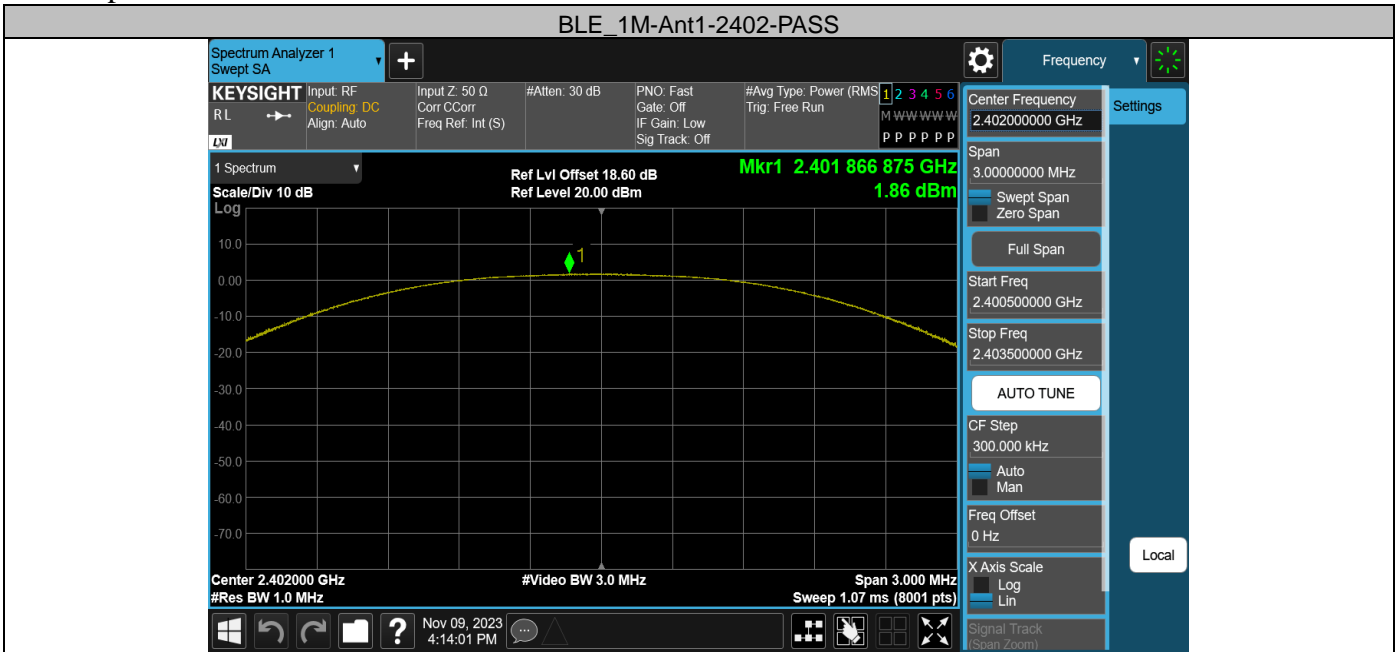 BLE_1M-Ant1-2402-PASS
Spectrum Analyzer 1
Swept SA
+
Frequency
KEYSIGHT
RL
LXI
Input: RF
Coupling: DC
Align: Auto
Input Z: 50 Ω
Corr CCorr
Freq Ref: Int (S)
#Atten: 30 dB
PNO: Fast
Gate: Off
IF Gain: Low
Sig Track: Off
#Avg Type: Power (RMS
Trig: Free Run
1 2 3 4 5 6
M W W W W W
P P P P P P
1 Spectrum
Scale/Div 10 dB
Log
Ref Lvl Offset 18.60 dB
Ref Level 20.00 dBm
Mkr1 2.401 866 875 GHz
1.86 dBm
1
10.0
0.00
-10.0
-20.0
-30.0
-40.0
-50.0
-60.0
-70.0
Center 2.402000 GHz
#Res BW 1.0 MHz
#Video BW 3.0 MHz
Span 3.000 MHz
Sweep 1.07 ms (8001 pts)
Center Frequency
2.402000000 GHz
Settings
Span
3.00000000 MHz
Swept Span
Zero Span
Full Span
Start Freq
2.400500000 GHz
Stop Freq
2.403500000 GHz
AUTO TUNE
CF Step
300.000 kHz
Auto
Man
Freq Offset
0 Hz
X Axis Scale
Log
Lin
Signal Track
(Span Zoom)
Local
?
Nov 09, 2023
4:14:01 PM